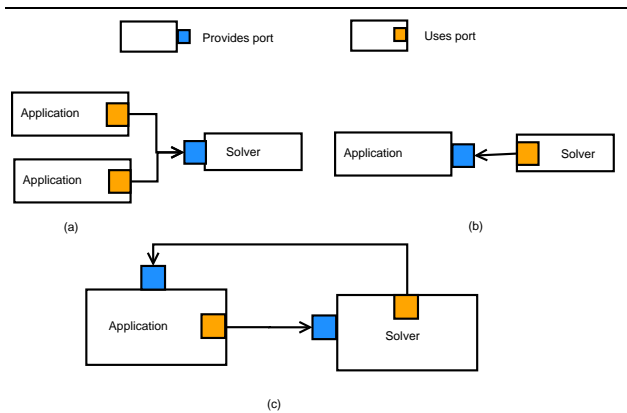 Provides port
Uses port
Application
Solver
Application
(a)
Application
Solver
(b)
Application
Solver
(c)